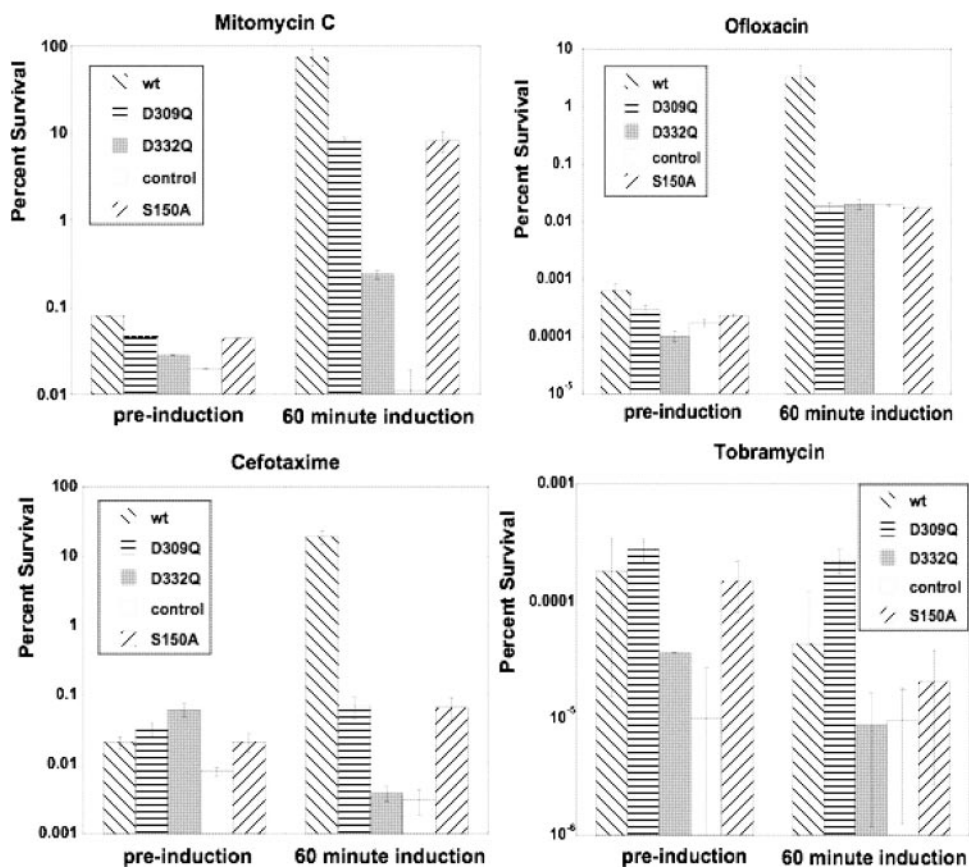 Mitomycin C
Percent Survival
100
10
1
0.1
0.01
wt
D309Q
D332Q
control
S150A
pre-induction
60 minute induction
Ofloxacin
Percent Survival
10
1
0.1
0.01
0.001
0.0001
10⁻⁵
wt
D309Q
D332Q
control
S150A
pre-induction
60 minute induction
Cefotaxime
Percent Survival
100
10
1
0.1
0.01
0.001
wt
D309Q
D332Q
control
S150A
pre-induction
60 minute induction
Tobramycin
Percent Survival
0.001
0.0001
10⁻⁵
10⁻⁶
wt
D309Q
D332Q
control
S150A
pre-induction
60 minute induction